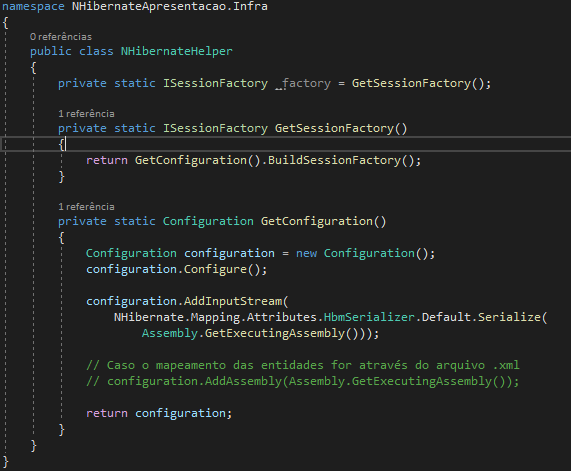 namespace NHibernateApresentacao.Infra
{
0 referências
public class NHibernateHelper
{
private static ISessionFactory _factory = GetSessionFactory();
1 referência
private static ISessionFactory GetSessionFactory()
{
return GetConfiguration().BuildSessionFactory();
}
1 referência
private static Configuration GetConfiguration()
{
Configuration configuration = new Configuration();
configuration.Configure();
configuration.AddInputStream(
NHibernate.Mapping.Attributes.HbmSerializer.Default.Serialize(
Assembly.GetExecutingAssembly()));
// Caso o mapeamento das entidades for através do arquivo .xml
// configuration.AddAssembly(Assembly.GetExecutingAssembly());
return configuration;
}
}
}